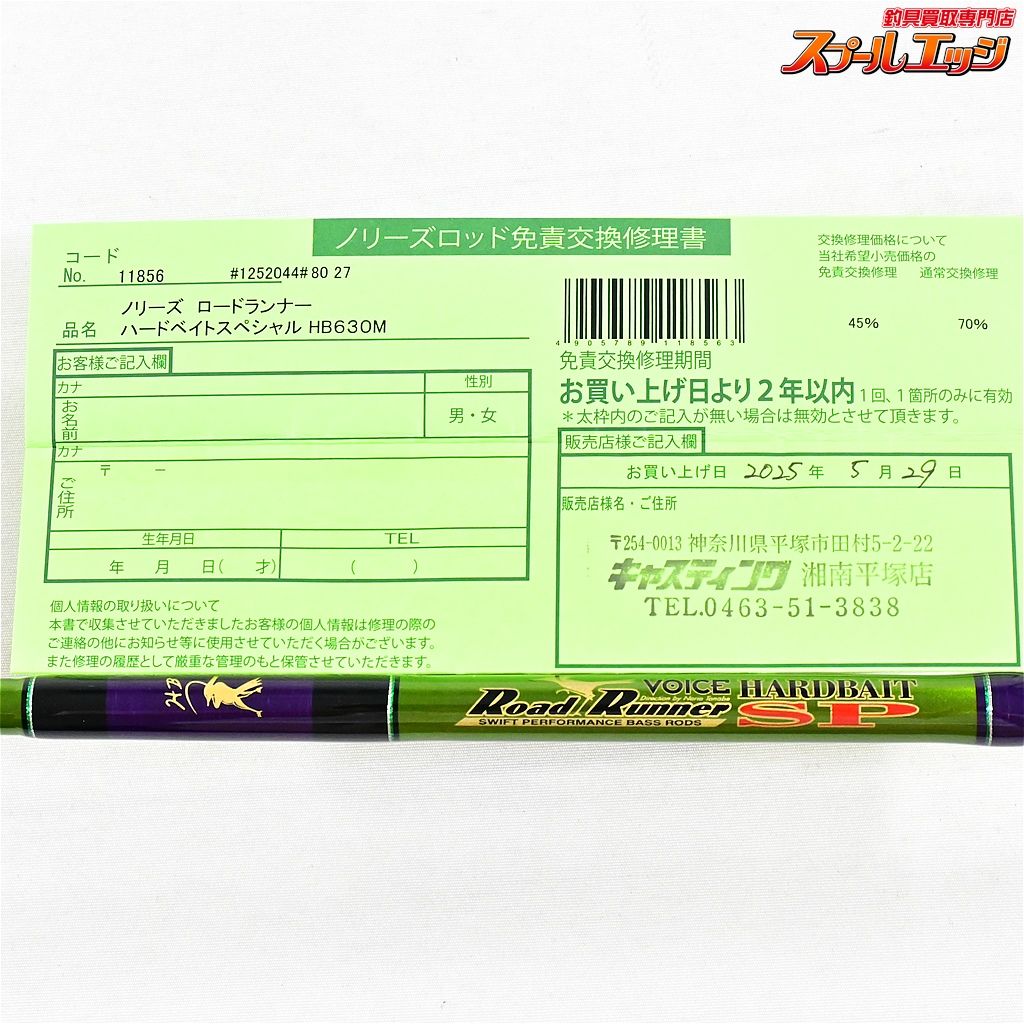 釣具買取専門店
スプールエッジ
ノリーズロッド免責交換修理書
コード
No. 11856 #1252044#80 27
ノリーズ ロードランナー
品名 ハードベイトスペシャル HB630M
交換修理価格について
当社希望小売価格の
免責交換修理 通常交換修理
45% 70%
4905789118563
免責交換修理期間
お買い上げ日より2年以内 1回、1箇所のみに有効
＊太枠内のご記入が無い場合は無効とさせて頂きます。
お客様ご記入欄
カナ 性別
お名前 男・女
カナ
〒 －
ご住所
生年月日 TEL
年 月 日( 才) ( )
販売店様ご記入欄
お買い上げ日 2025年 5月29日
販売店様名・ご住所
〒254-0013 神奈川県平塚市田村5-2-22
キャスティング 湘南平塚店
TEL.0463-51-3838
個人情報の取り扱いについて
本書で収集させていただきましたお客様の個人情報は修理の際の
ご連絡の他にお知らせ等に使用させていただく場合がございます。
また修理の履歴として厳重な管理のもと保管させていただきます。
HB
VOICE HARDBAIT
Direction by Norio Tanabe
Road Runner SP
SWIFT PERFORMANCE BASS RODS